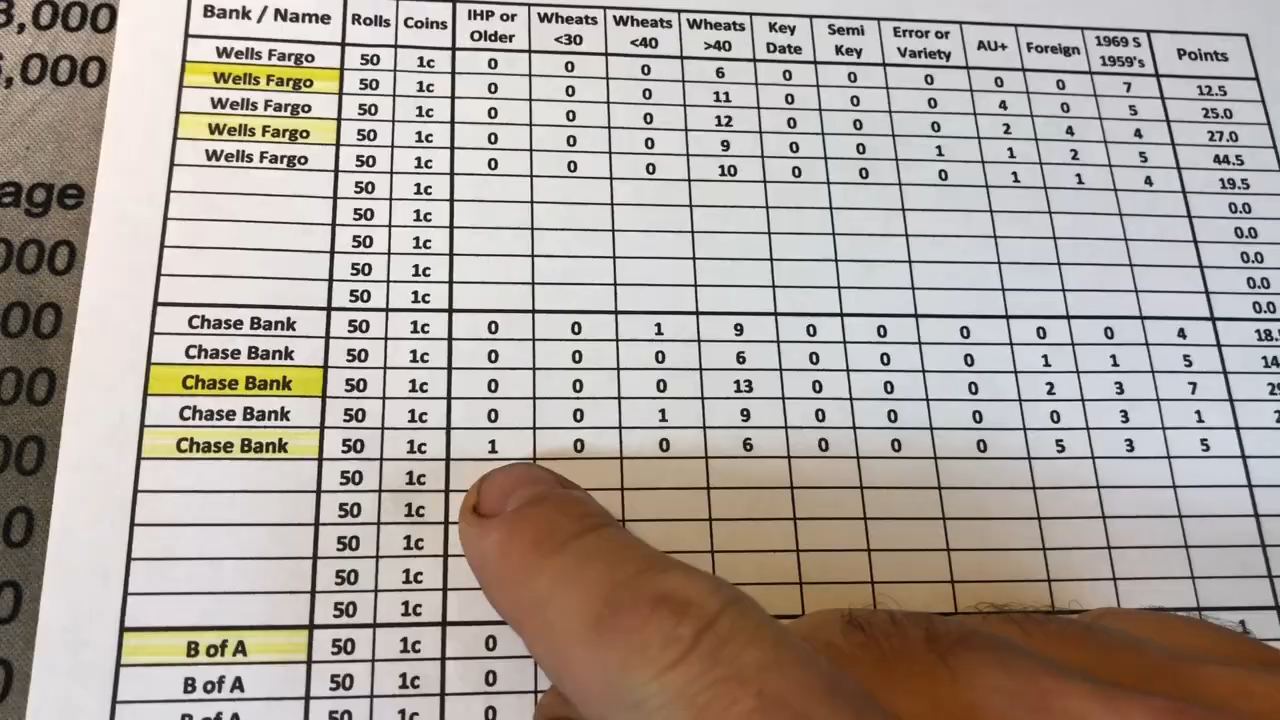 ,000
,000
age
000
00
00
00
0
0
0
Bank / Name Rolls Coins IHP or Older Wheats <30 Wheats <40 Wheats >40 Key Date Semi Key Error or Variety AU+ Foreign 1969 S 1959's Points
Wells Fargo 50 1c 0 0 0 6 0 0 0 0 0 7 12.5
Wells Fargo 50 1c 0 0 0 11 0 0 0 4 0 5 25.0
Wells Fargo 50 1c 0 0 0 12 0 0 0 2 4 4 27.0
Wells Fargo 50 1c 0 0 0 9 0 0 1 1 2 5 44.5
Wells Fargo 50 1c 0 0 0 10 0 0 0 1 1 4 19.5
50 1c 0.0
50 1c 0.0
50 1c 0.0
50 1c 0.0
50 1c 0.0
Chase Bank 50 1c 0 0 1 9 0 0 0 0 0 4 18.
Chase Bank 50 1c 0 0 0 6 0 0 0 1 1 5 14
Chase Bank 50 1c 0 0 0 13 0 0 0 2 3 7
Chase Bank 50 1c 0 0 1 9 0 0 0 0 3 1
Chase Bank 50 1c 1 0 0 6 0 0 0 5 3 5
50 1c
50 1c
50 1c
50 1c
50 1c
B of A 50 1c 0 1
B of A 50 1c 0
B of A 50 1c 0